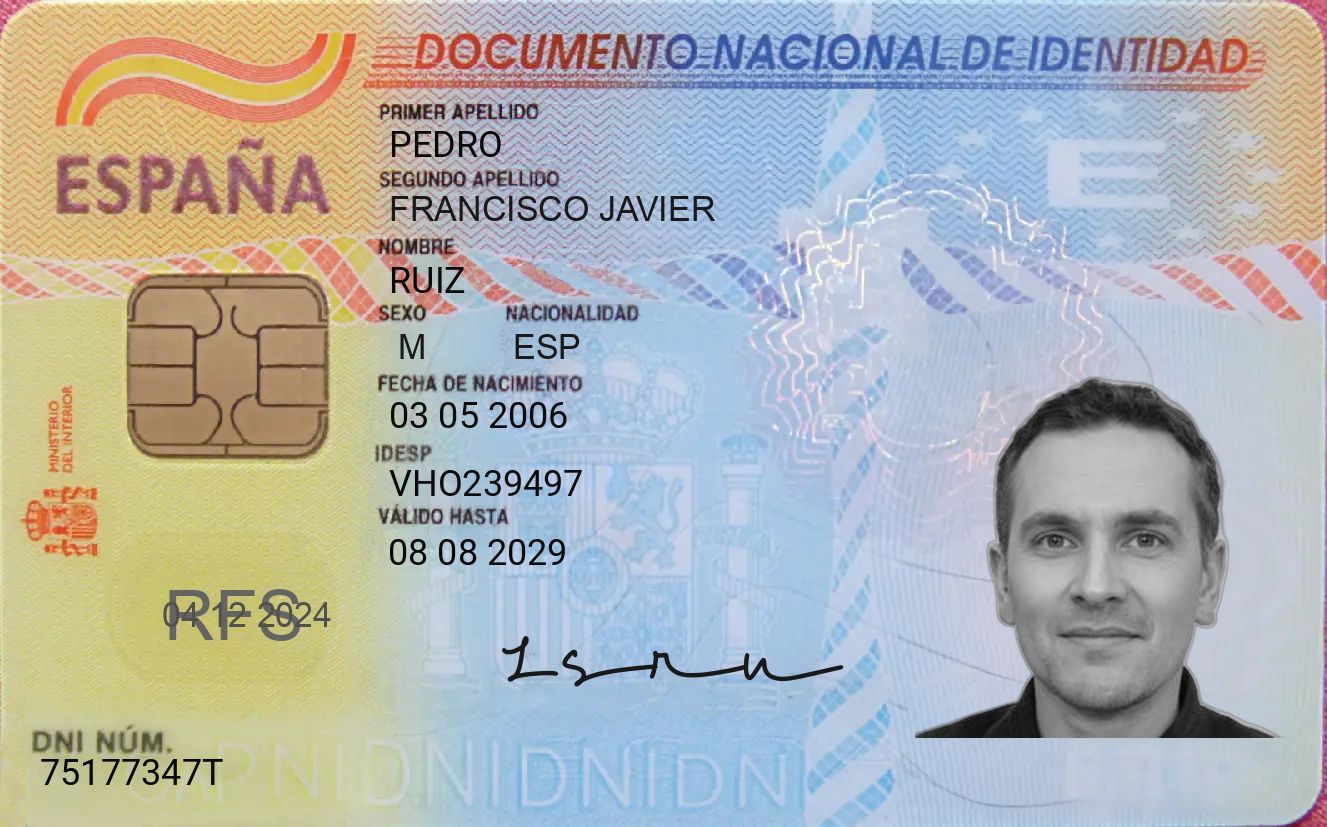 DOCUMENTO NACIONAL DE IDENTIDAD
ESPAÑA
PRIMER APELLIDO
PEDRO
SEGUNDO APELLIDO
FRANCISCO JAVIER
NOMBRE
RUIZ
SEXO NACIONALIDAD
M ESP
FECHA DE NACIMIENTO
03 05 2006
IDESP
VHO239497
VÁLIDO HASTA
08 08 2029
MINISTERIO
DEL INTERIOR
E
RFS
04 12 2024
DNI NÚM.
75177347T
DNIDNIDNIDN